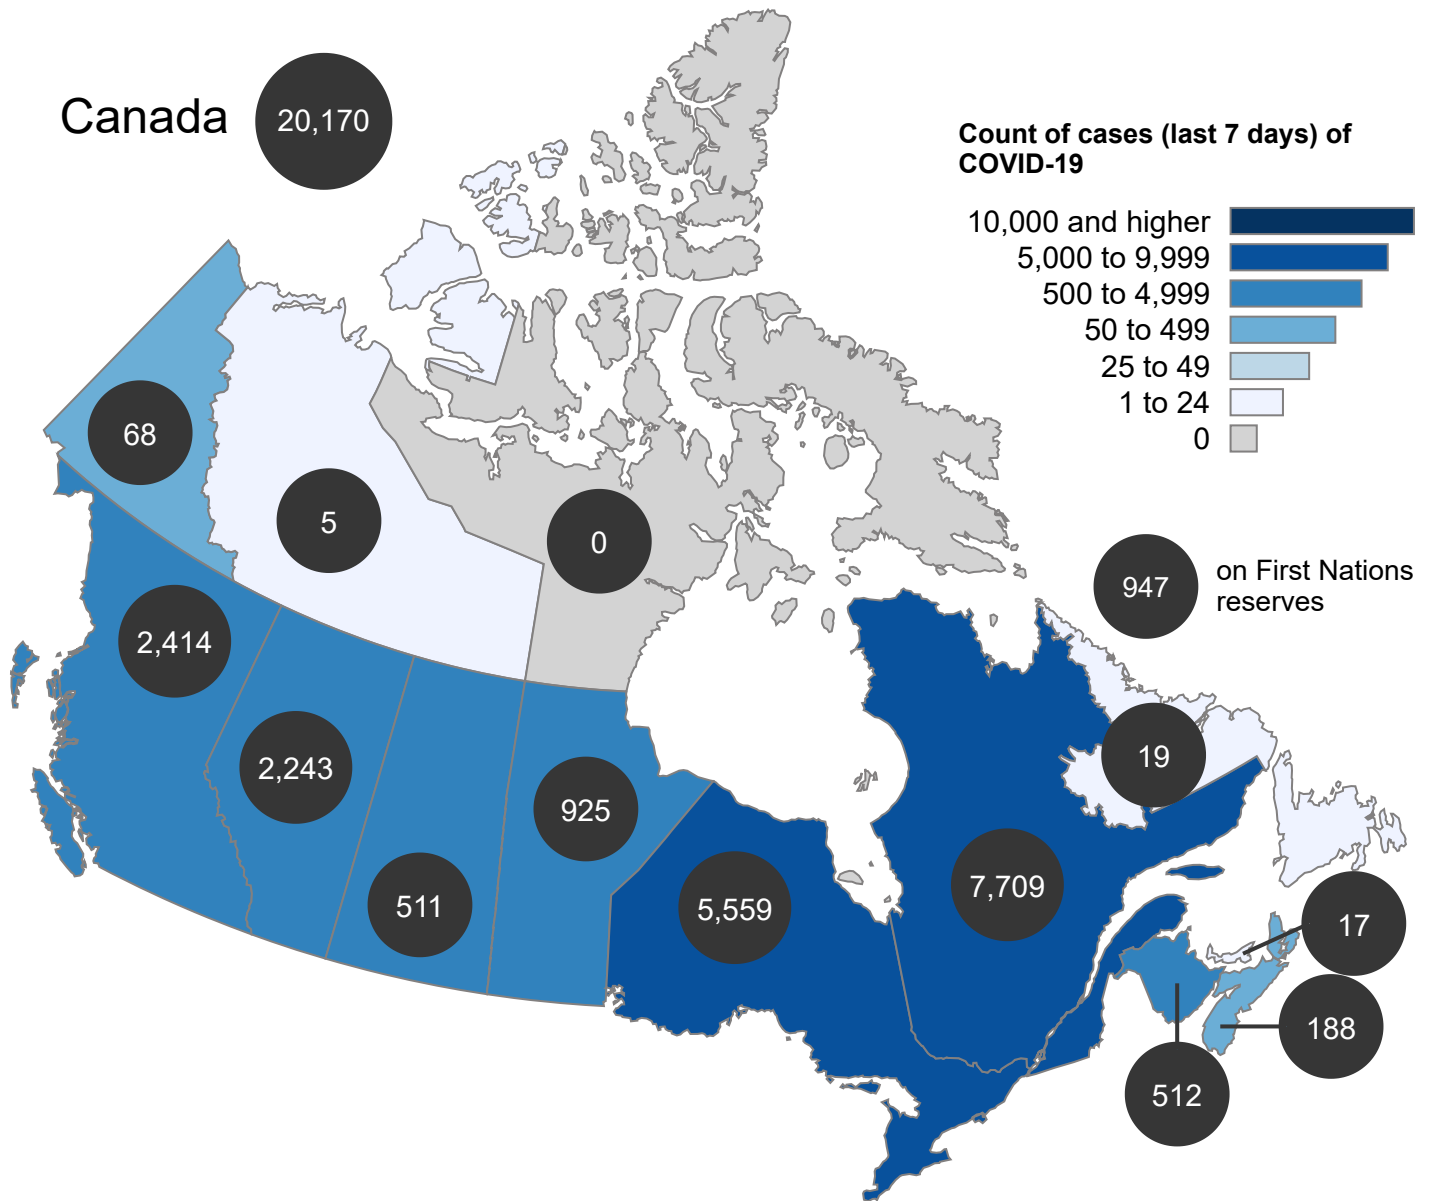 Canada
20,170
Count of cases (last 7 days) of
COVID-19
10,000 and higher
5,000 to 9,999
500 to 4,999
50 to 499
25 to 49
1 to 24
0
68
5
0
947
on First Nations
reserves
2,414
2,243
925
19
511
5,559
7,709
17
188
512